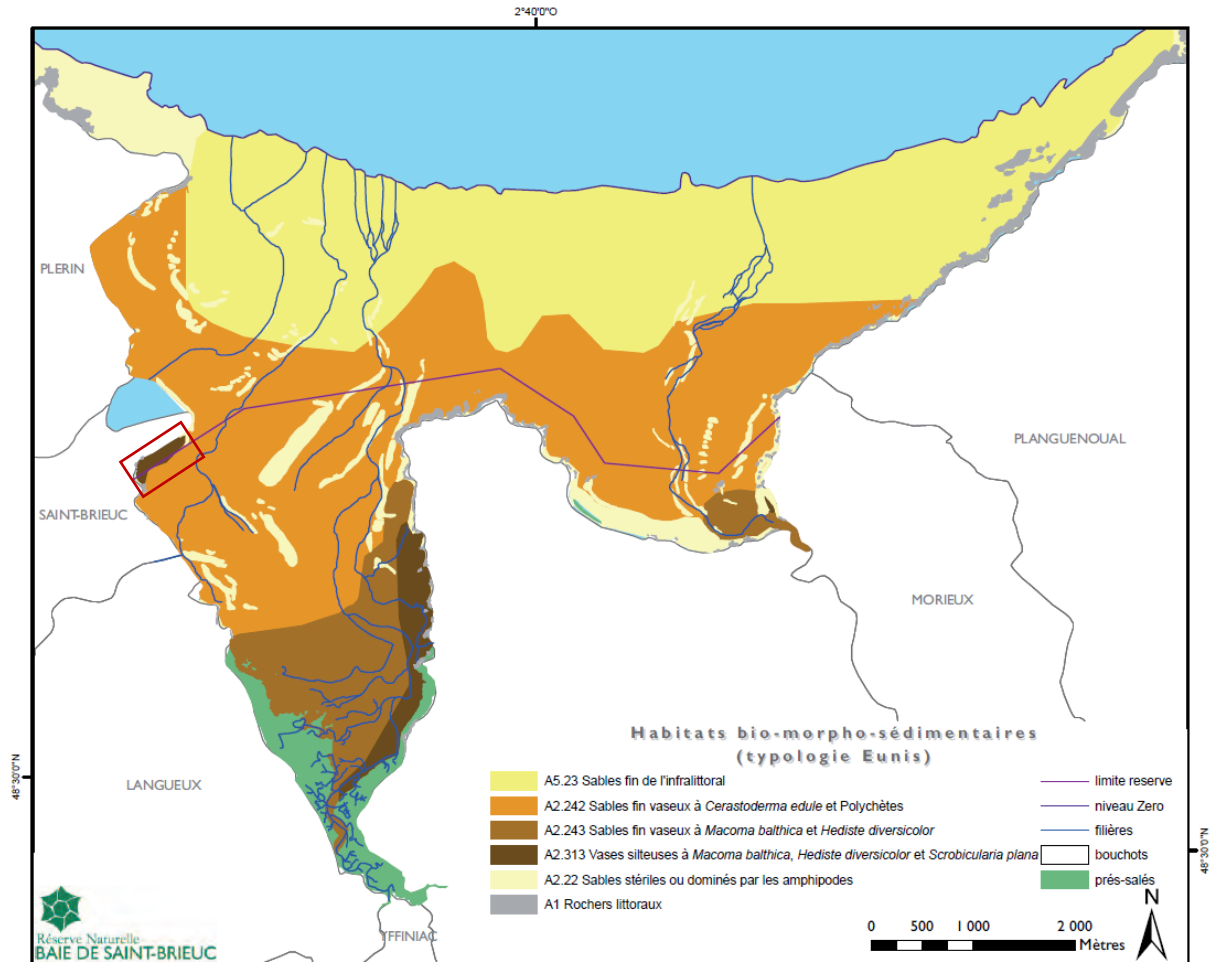 2°40'0"O
PLERIN
PLANGUENOUAL
SAINT-BRIEUC
MORIEUX
LANGUEUX
YFFINIAC
48°30'0"N
48°30'0"N
Habitats bio-morpho-sédimentaires
(typologie Eunis)
A5.23 Sables fin de l'infralittoral
A2.242 Sables fin vaseux à Cerastoderma edule et Polychètes
A2.243 Sables fin vaseux à Macoma balthica et Hediste diversicolor
A2.313 Vases silteuses à Macoma balthica, Hediste diversicolor et Scrobicularia plana
A2.22 Sables stériles ou dominés par les amphipodes
A1 Rochers littoraux
limite reserve
niveau Zero
filières
bouchots
prés-salés
N
0 500 1 000 2 000
Mètres
Réserve Naturelle
BAIE DE SAINT-BRIEUC